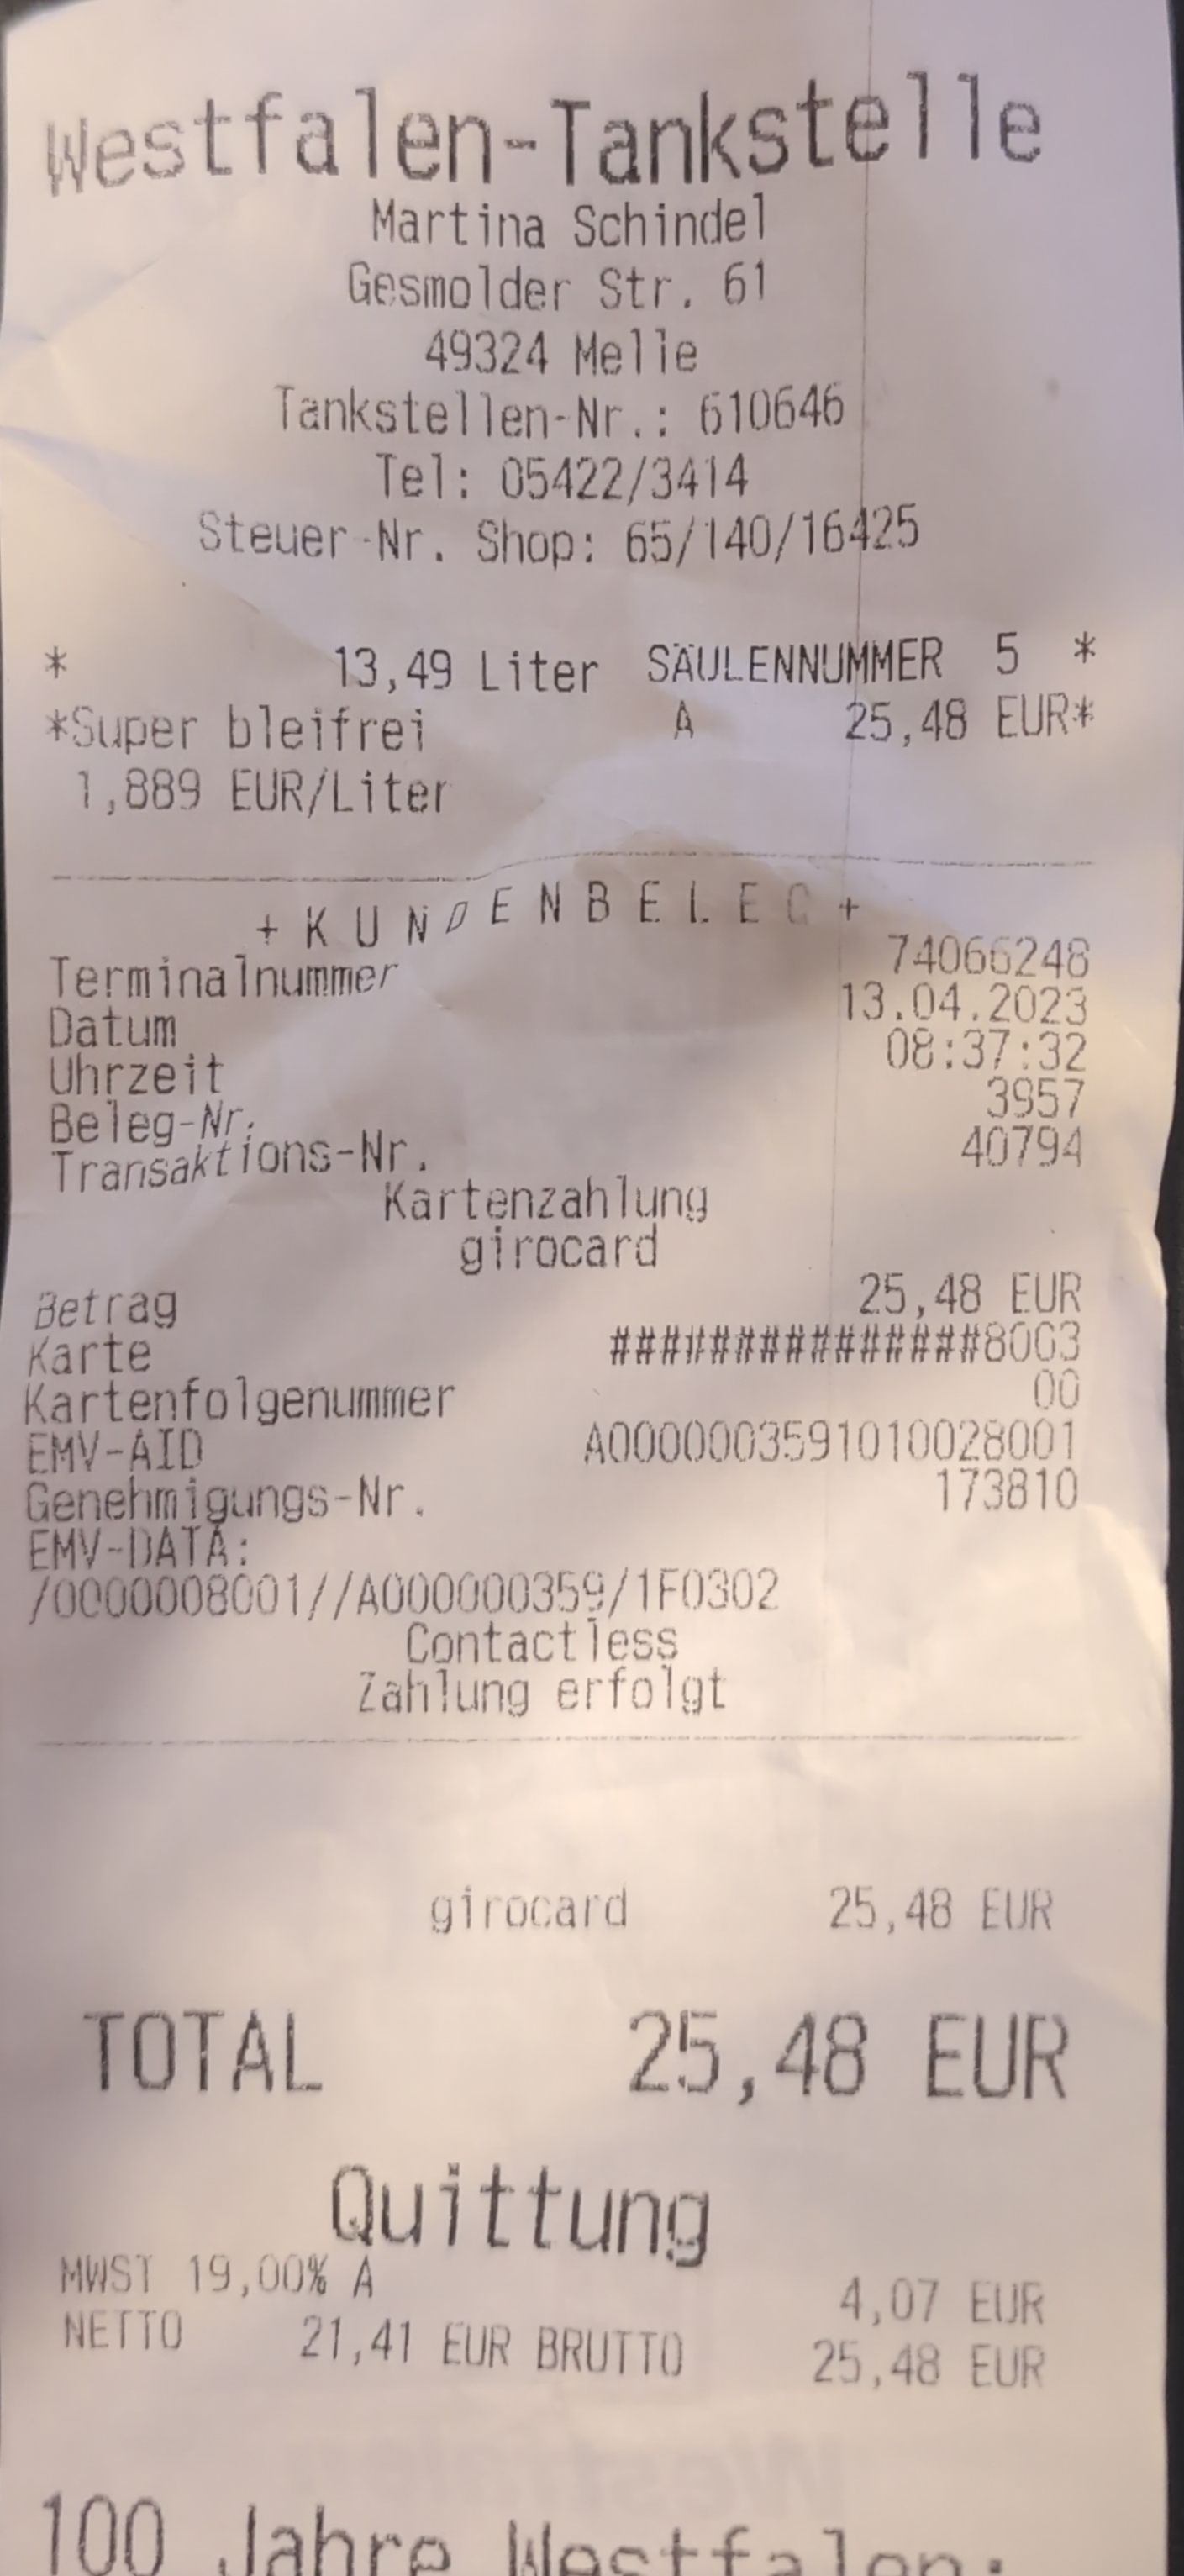 Westfalen-Tankstelle
Martina Schindel
Gesmolder Str. 61
49324 Melle
Tankstellen-Nr.: 610646
Tel: 05422/3414
Steuer-Nr. Shop: 65/140/16425
* 13,49 Liter SÄULENNUMMER 5 *
*Super bleifrei A 25,48 EUR*
1,889 EUR/Liter
+ K U N D E N B E L E G +
Terminalnummer 74066248
Datum 13.04.2023
Uhrzeit 08:37:32
Beleg-Nr. 3957
Transaktions-Nr. 40794
Kartenzahlung
girocard
Betrag 25,48 EUR
Karte ###############8003
Kartenfolgenummer 00
EMV-AID A0000003591010028001
Genehmigungs-Nr. 173810
EMV-DATA:
/0000008001//A000000359/1F0302
Contactless
Zahlung erfolgt
girocard 25,48 EUR
TOTAL 25,48 EUR
Quittung
MWST 19,00% A 4,07 EUR
NETTO 21,41 EUR BRUTTO 25,48 EUR
100 Jahre Westfalen: